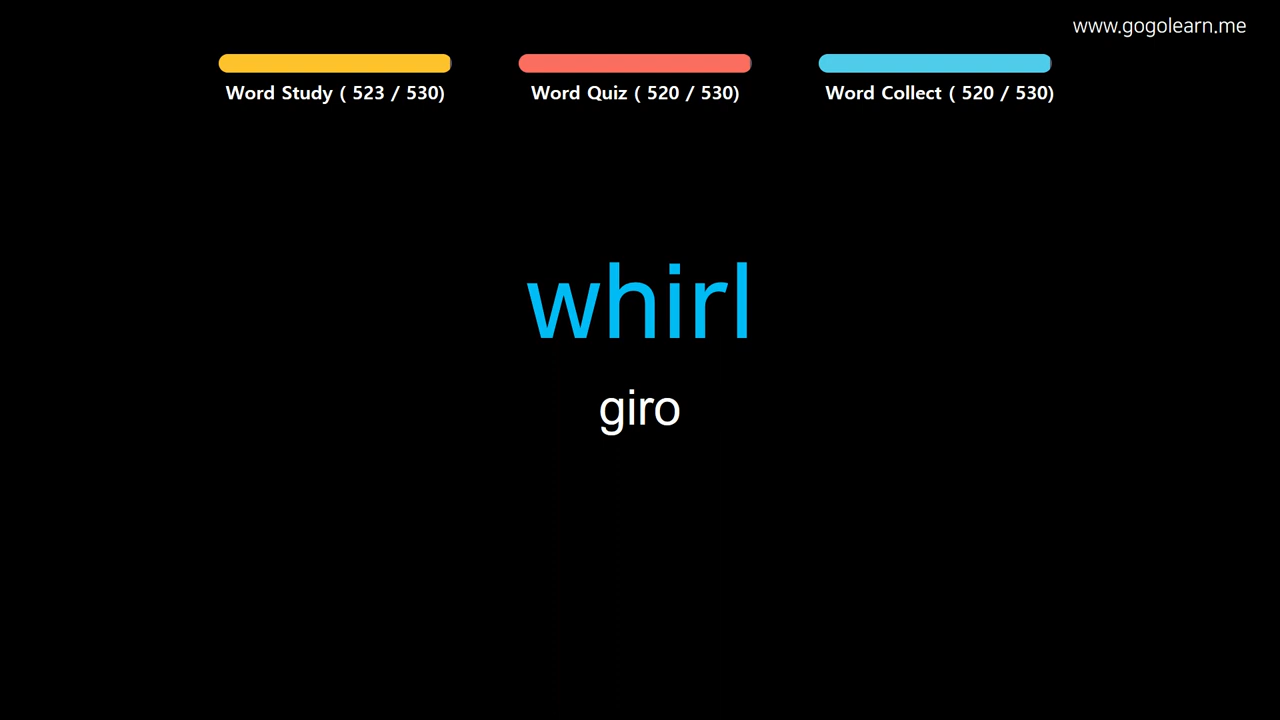 www.gogolearn.me
Word Study ( 523 / 530)
Word Quiz ( 520 / 530)
Word Collect ( 520 / 530)
whirl
giro